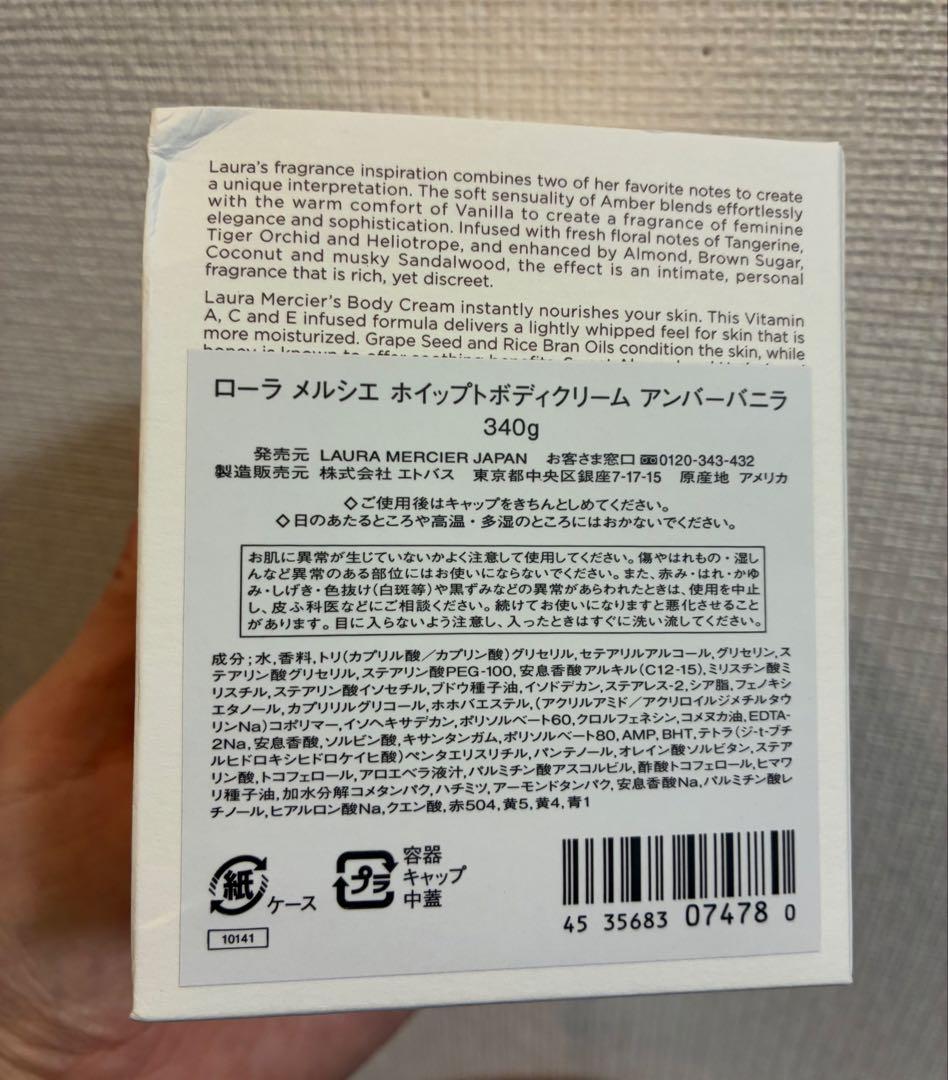 Laura's fragrance inspiration combines two of her favorite notes to create
a unique interpretation. The soft sensuality of Amber blends effortlessly
with the warm comfort of Vanilla to create a fragrance of feminine
elegance and sophistication. Infused with fresh floral notes of Tangerine,
Tiger Orchid and Heliotrope, and enhanced by Almond, Brown Sugar,
Coconut and musky Sandalwood, the effect is an intimate, personal
fragrance that is rich, yet discreet.
Laura Mercier's Body Cream instantly nourishes your skin. This Vitamin
A, C and E infused formula delivers a lightly whipped feel for skin that is
more moisturized. Grape Seed and Rice Bran Oils condition the skin, while
ローラ メルシエ ホイップトボディクリーム アンバーバニラ
340g
発売元 LAURA MERCIER JAPAN お客さま窓口 0120-343-432
製造販売元 株式会社 エトバス 東京都中央区銀座7-17-15 原産地 アメリカ
◇ご使用後はキャップをきちんとしめてください。
◇日のあたるところや高温・多湿のところにはおかないでください。
お肌に異常が生じていないかよく注意して使用してください。傷やはれもの・湿し
んなど異常のある部位にはお使いにならないでください。また、赤み・はれ・かゆ
み・しげき・色抜け(白斑等)や黒ずみなどの異常があらわれたときは、使用を中止
し、皮ふ科医などにご相談ください。続けてお使いになりますと悪化させること
があります。目に入らないよう注意し、入ったときはすぐに洗い流してください。
成分；水,香料,トリ(カプリル酸／カプリン酸)グリセリル,セテアリルアルコール,グリセリン,ス
テアリン酸グリセリル,ステアリン酸PEG-100,安息香酸アルキル(C12-15),ミリスチン酸ミ
リスチル,ステアリン酸イソセチル,ブドウ種子油,イソドデカン,ステアレス-2,シア脂,フェノキシ
エタノール,カプリリルグリコール,ホホバエステル,(アクリルアミド／アクリロイルジメチルタウ
リンNa)コポリマー,イソヘキサデカン,ポリソルベート60,クロルフェネシン,コメヌカ油,EDTA-
2Na,安息香酸,ソルビン酸,キサンタンガム,ポリソルベート80,AMP,BHT,テトラ(ジ-t-ブチ
ルヒドロキシヒドロケイヒ酸)ペンタエリスリチル,パンテノール,オレイン酸ソルビタン,ステア
リン酸,トコフェロール,アロエベラ液汁,パルミチン酸アスコルビル,酢酸トコフェロール,ヒマワ
リ種子油,加水分解コメタンパク,ハチミツ,アーモンドタンパク,安息香酸Na,パルミチン酸レ
チノール,ヒアルロン酸Na,クエン酸,赤504,黄5,黄4,青1
紙 ケース
プラ 容器
キャップ
中蓋
10141
45 35683 07478 0